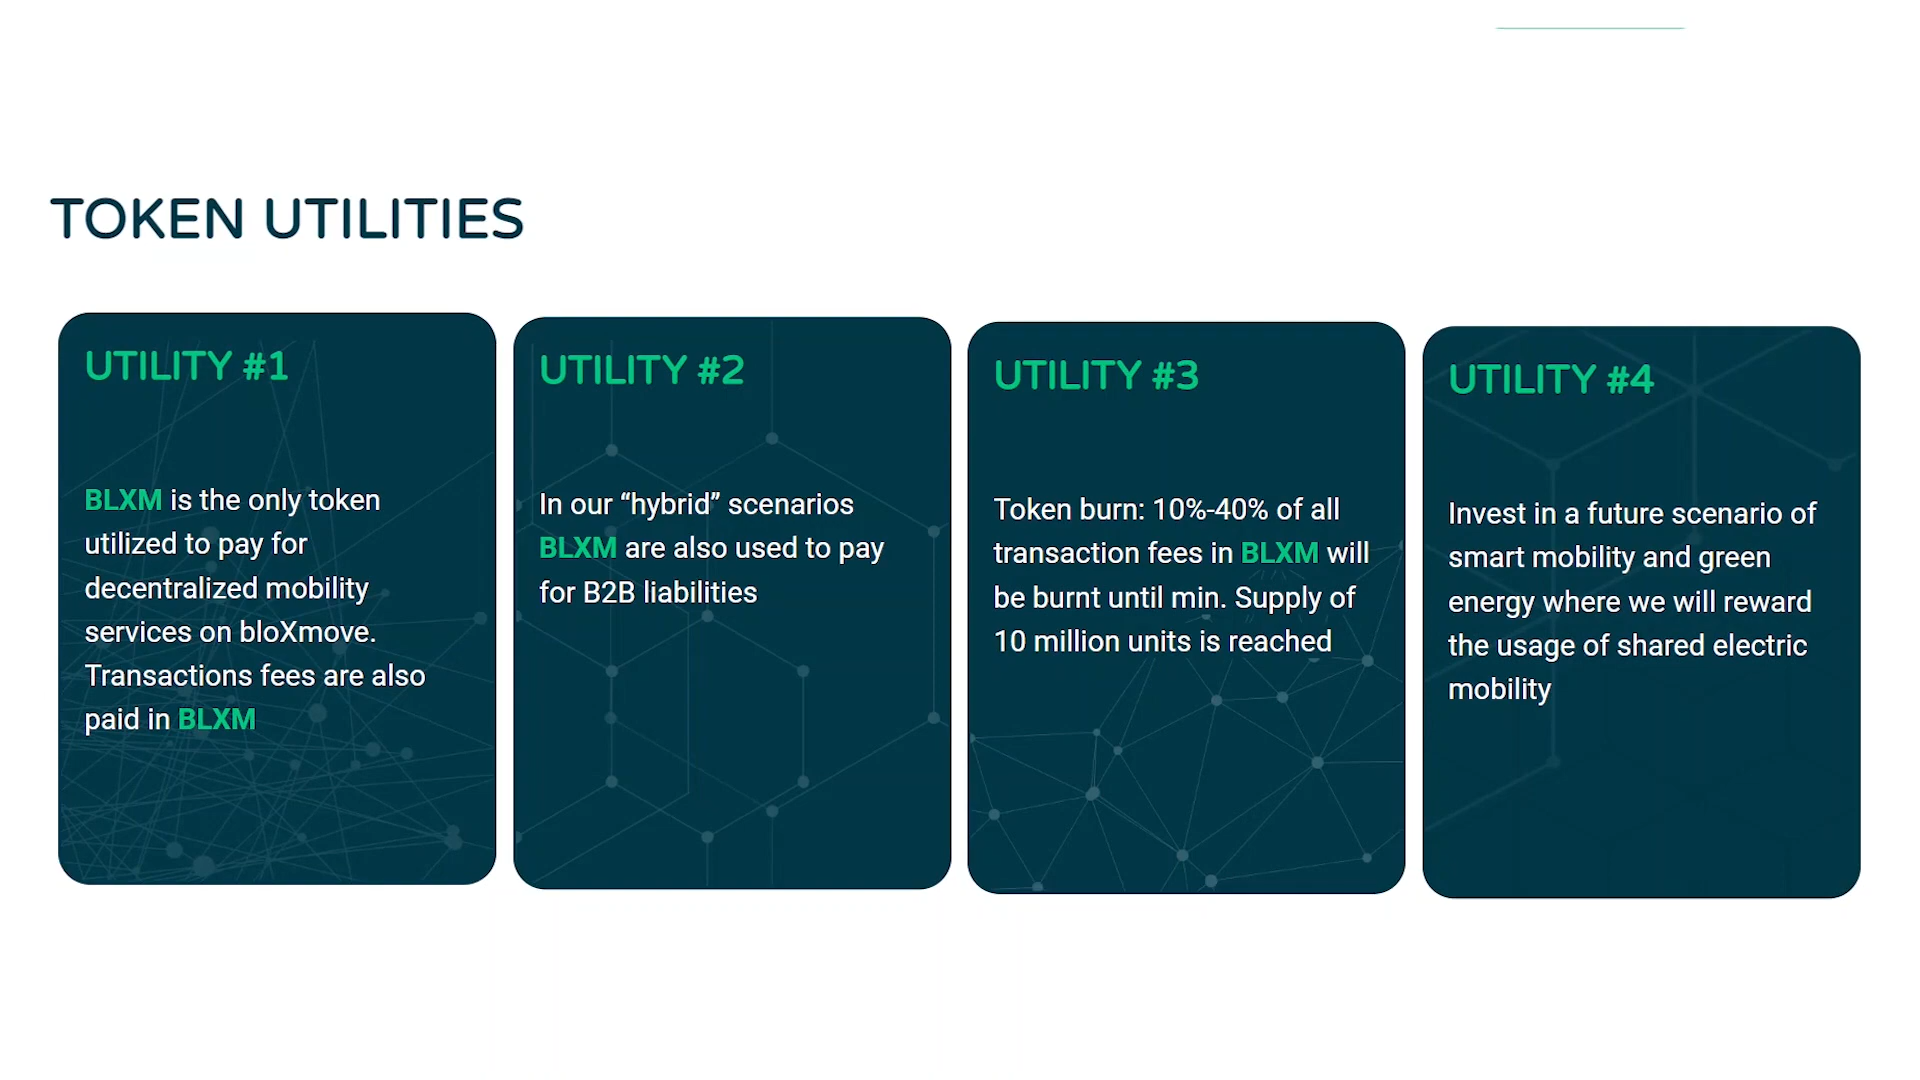 TOKEN UTILITIES
UTILITY #1
BLXM is the only token
utilized to pay for
decentralized mobility
services on bloXmove.
Transactions fees are also
paid in BLXM
UTILITY #2
In our “hybrid” scenarios
BLXM are also used to pay
for B2B liabilities
UTILITY #3
Token burn: 10%-40% of all
transaction fees in BLXM will
be burnt until min. Supply of
10 million units is reached
UTILITY #4
Invest in a future scenario of
smart mobility and green
energy where we will reward
the usage of shared electric
mobility